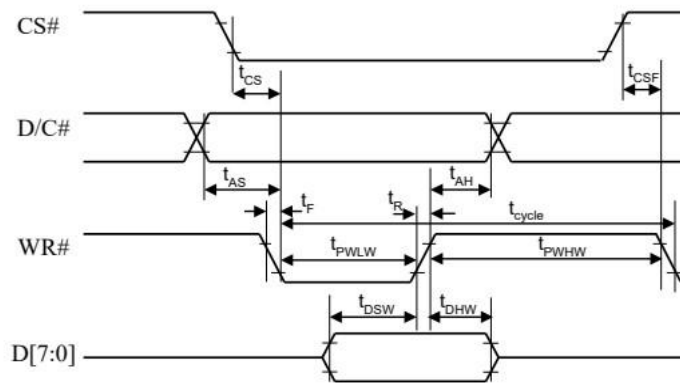 CS#
tCS
tCSF
D/C#
tAS
tAH
tF
tR
tcycle
WR#
tPWLW
tPWHW
tDSW
tDHW
D[7:0]